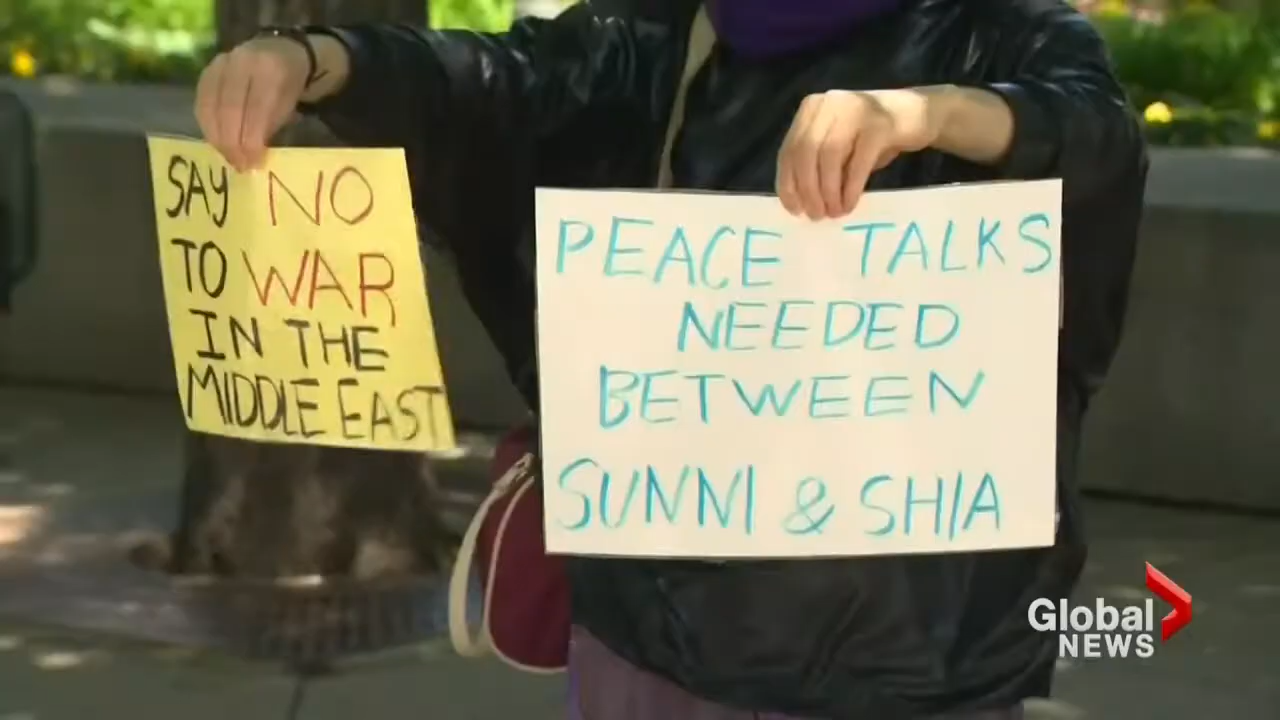 SAY NO
TO WAR
IN THE
MIDDLE EAST
PEACE TALKS
NEEDED
BETWEEN
SUNNI & SHIA
Global
NEWS